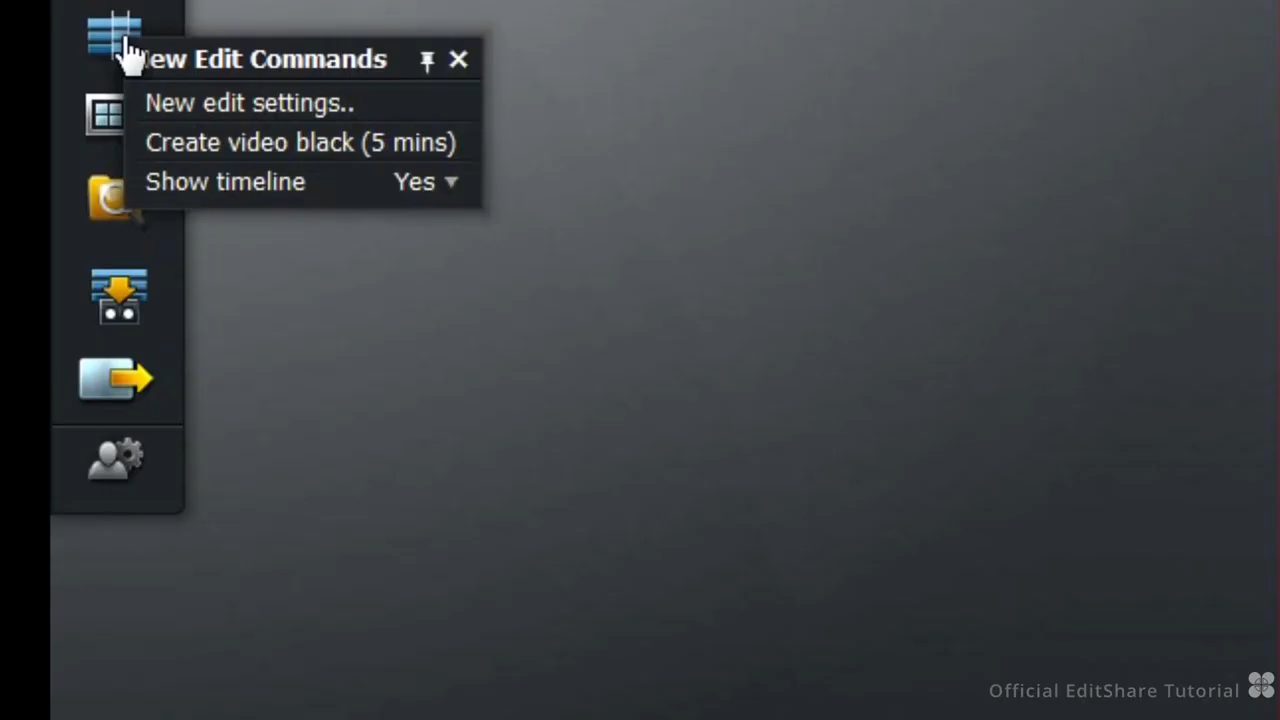 ew Edit Commands
New edit settings..
Create video black (5 mins)
Show timeline Yes
Official EditShare Tutorial